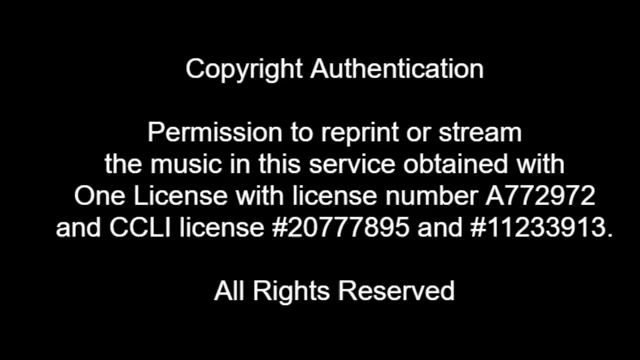 Copyright Authentication
Permission to reprint or stream
the music in this service obtained with
One License with license number A772972
and CCLI license #20777895 and #11233913.
All Rights Reserved